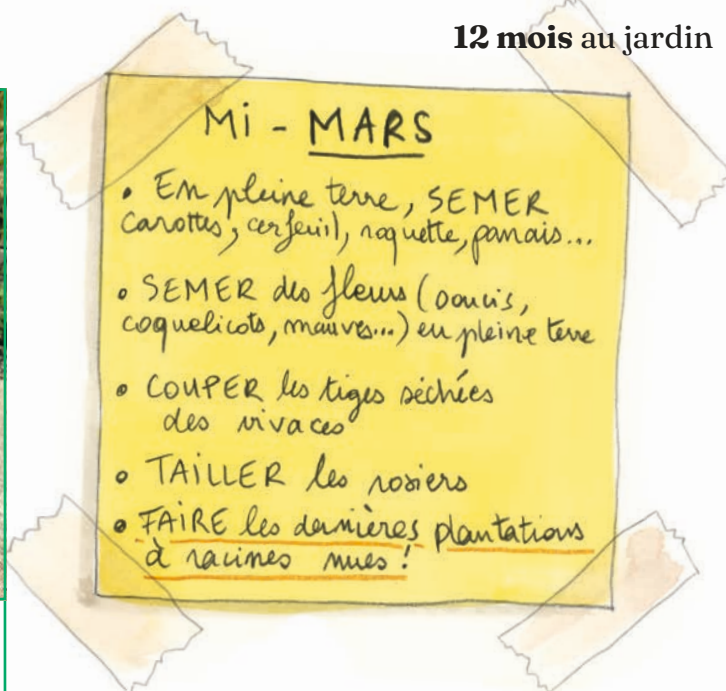 12 mois au jardin
Mi - MARS
• En pleine terre, SEMER
carottes, cerfeuil, roquette, panais...
• SEMER des fleurs (soucis,
coquelicots, mauves...) en pleine terre
• COUPER les tiges séchées
des vivaces
• TAILLER les rosiers
• FAIRE les dernières plantations
à racines nues !